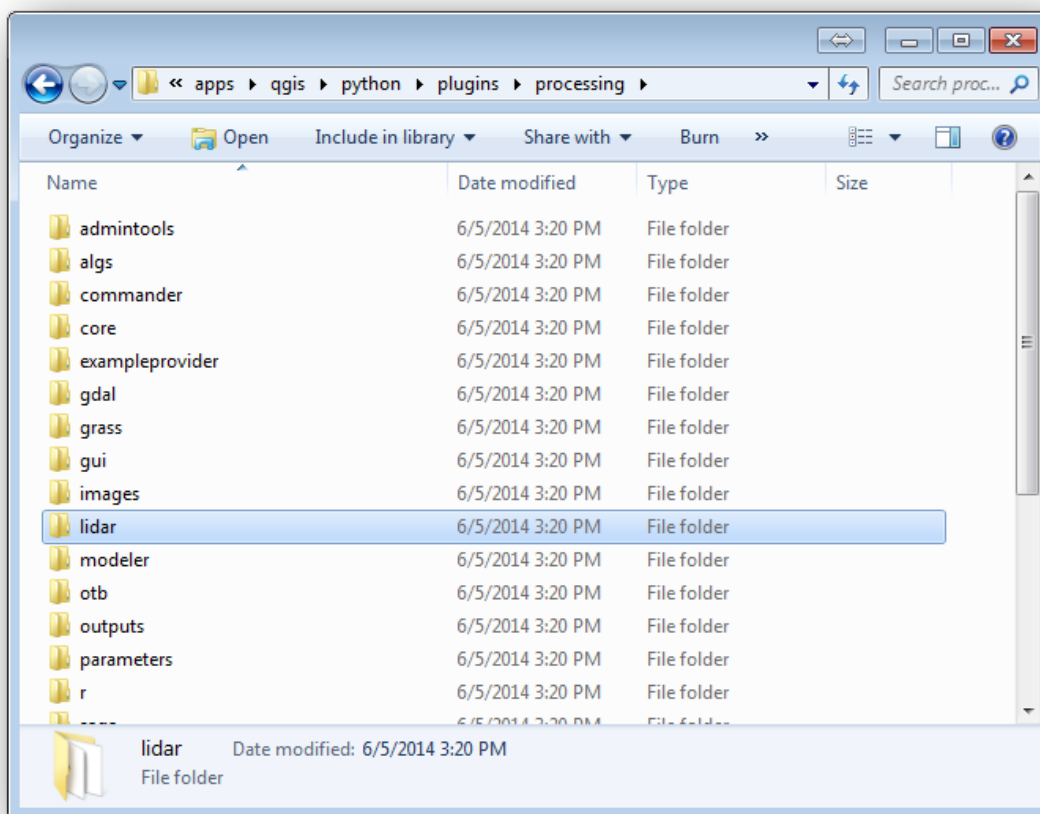 « apps ▸ qgis ▸ python ▸ plugins ▸ processing ▸ Search proc...
Organize Open Include in library Share with Burn »
Name Date modified Type Size
admintools 6/5/2014 3:20 PM File folder
algs 6/5/2014 3:20 PM File folder
commander 6/5/2014 3:20 PM File folder
core 6/5/2014 3:20 PM File folder
exampleprovider 6/5/2014 3:20 PM File folder
gdal 6/5/2014 3:20 PM File folder
grass 6/5/2014 3:20 PM File folder
gui 6/5/2014 3:20 PM File folder
images 6/5/2014 3:20 PM File folder
lidar 6/5/2014 3:20 PM File folder
modeler 6/5/2014 3:20 PM File folder
otb 6/5/2014 3:20 PM File folder
outputs 6/5/2014 3:20 PM File folder
parameters 6/5/2014 3:20 PM File folder
r 6/5/2014 3:20 PM File folder
6/5/2014 3:20 PM File folder
lidar Date modified: 6/5/2014 3:20 PM
File folder